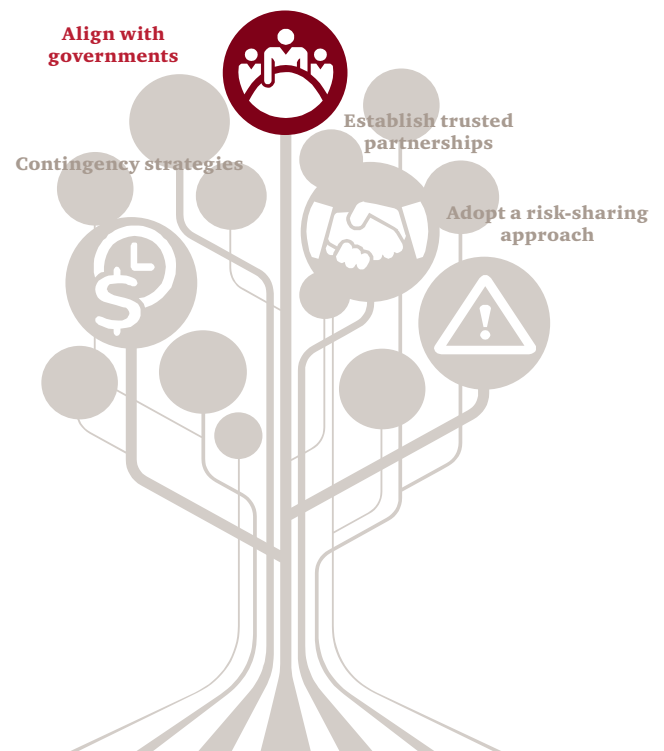 Align with
governments
Establish trusted
partnerships
Contingency strategies
Adopt a risk-sharing
approach
$
!